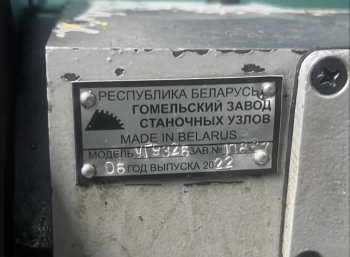 РЕСПУБЛИКА БЕЛАРУСЬ
ГОМЕЛЬСКИЙ ЗАВОД
СТАНОЧНЫХ УЗЛОВ
MADE IN BELARUS
МОДЕЛЬ УГ9326 ЗАВ.№
06 ГОД ВЫПУСКА 2022